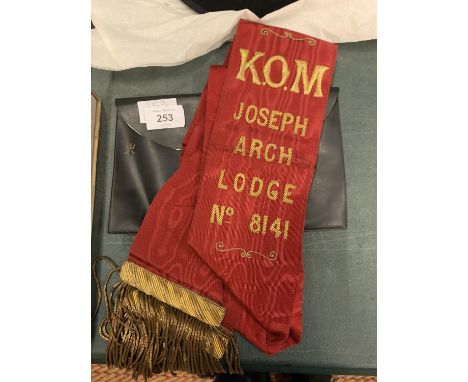 253
K.O.M
JOSEPH
ARCH
LODGE
Nº 8141